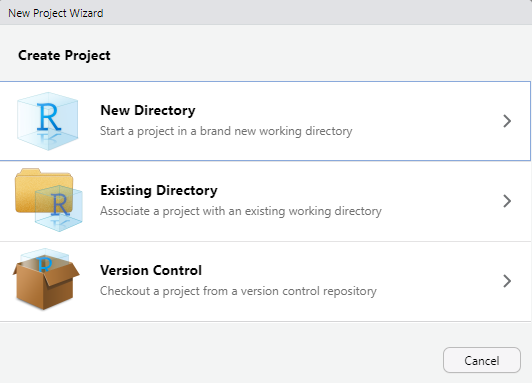 New Project Wizard
Create Project
R
New Directory
Start a project in a brand new working directory
R
Existing Directory
Associate a project with an existing working directory
R
Version Control
Checkout a project from a version control repository
Cancel